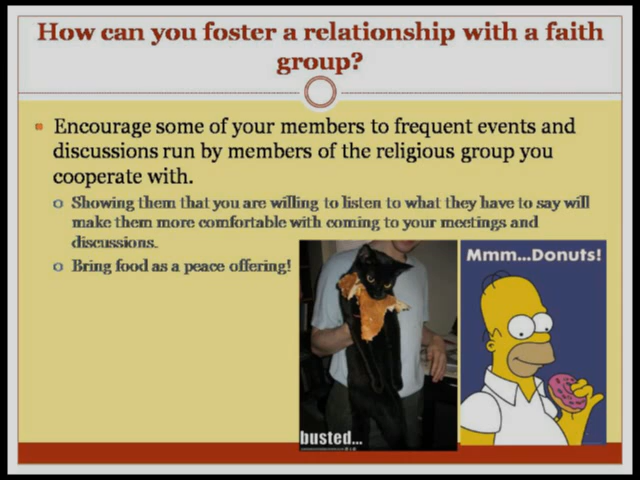 How can you foster a relationship with a faith
group?
Encourage some of your members to frequent events and
discussions run by members of the religious group you
cooperate with.
Showing them that you are willing to listen to what they have to say will
make them more comfortable with coming to your meetings and
discussions.
Bring food as a peace offering!
Mmm...Donuts!
busted...